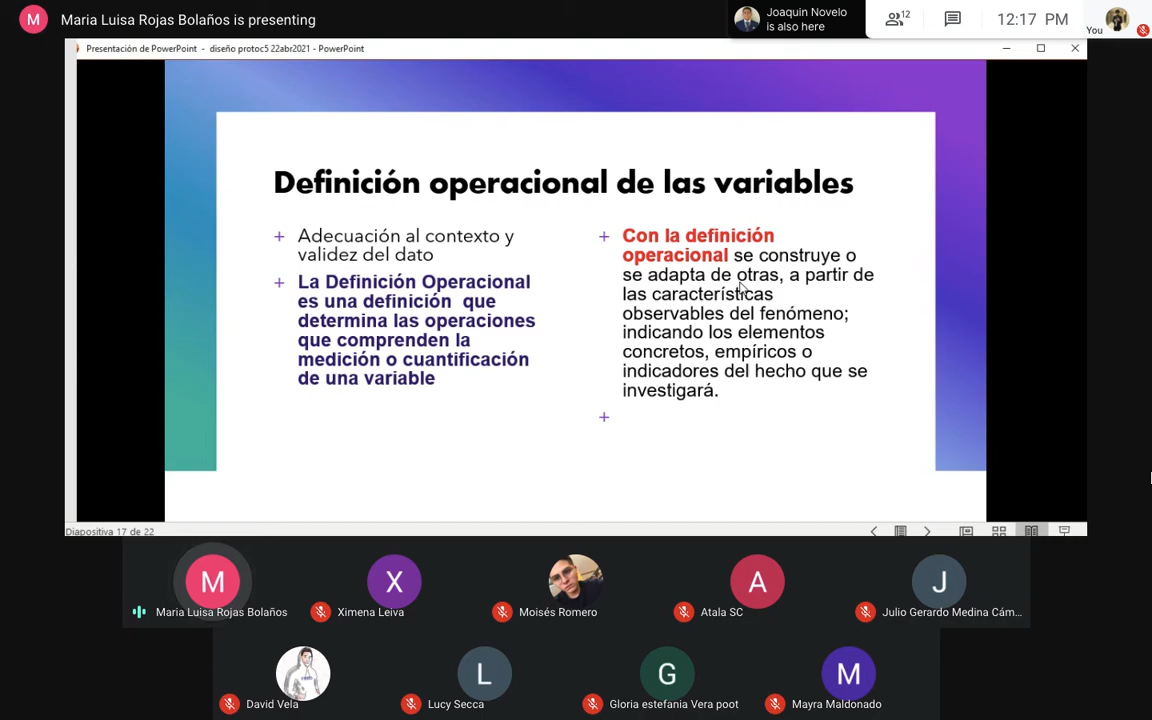 M Maria Luisa Rojas Bolaños is presenting
Joaquin Novelo
is also here
12
12:17 PM
You
Presentación de PowerPoint - diseño protoc5 22abr2021 - PowerPoint
Definición operacional de las variables
+ Adecuación al contexto y
validez del dato
+ La Definición Operacional
es una definición que
determina las operaciones
que comprenden la
medición o cuantificación
de una variable
+ Con la definición
operacional se construye o
se adapta de otras, a partir de
las características
observables del fenómeno;
indicando los elementos
concretos, empíricos o
indicadores del hecho que se
investigará.
+
Diapositiva 17 de 22
M
X
A
J
Maria Luisa Rojas Bolaños
Ximena Leiva
Moisés Romero
Atala SC
Julio Gerardo Medina Cám...
L
G
M
David Vela
Lucy Secca
Gloria estefania Vera poot
Mayra Maldonado